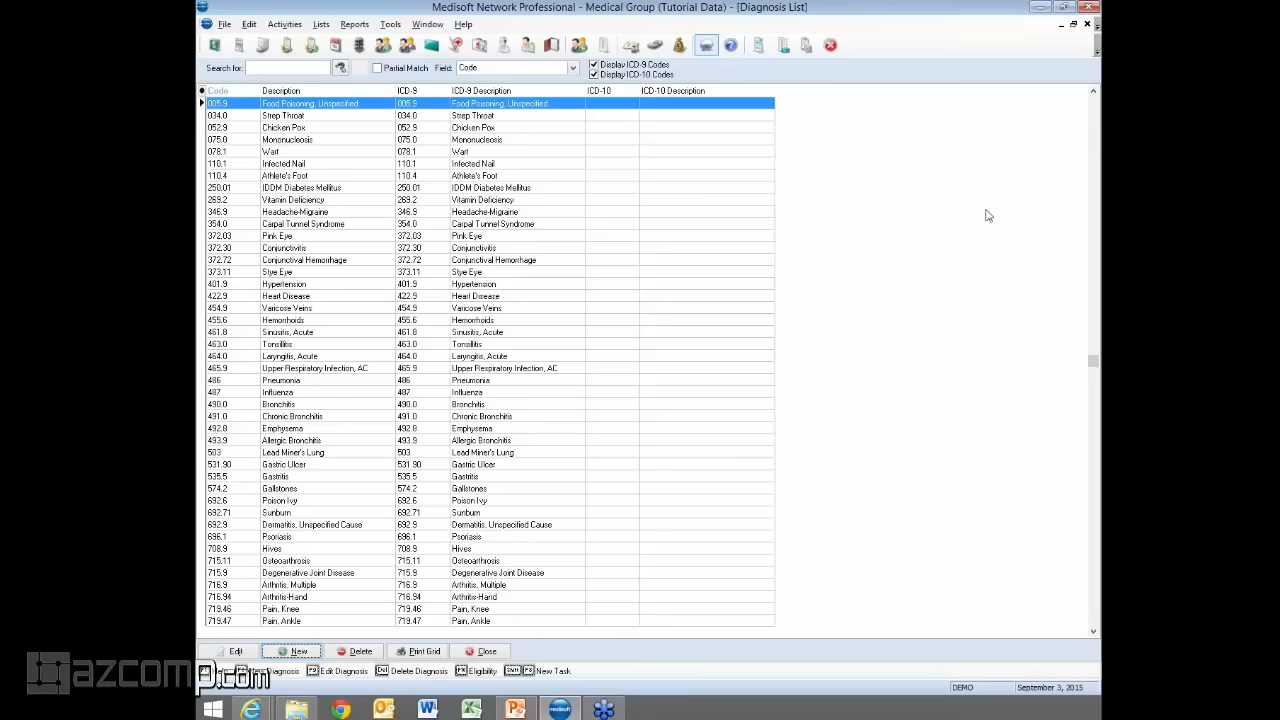 Medisoft Network Professional - Medical Group (Tutorial Data) - [Diagnosis List]
File Edit Activities Lists Reports Tools Window Help
Search for: Partial Match Field: Code Display ICD-9 Codes
Display ICD-10 Codes
Code Description ICD-9 ICD-9 Description ICD-10 ICD-10 Description
005.9 Food Poisoning, Unspecified 005.9 Food Poisoning, Unspecified
034.0 Strep Throat 034.0 Strep Throat
052.9 Chicken Pox 052.9 Chicken Pox
075.0 Mononucleosis 075.0 Mononucleosis
078.1 Wart 078.1 Wart
110.1 Infected Nail 110.1 Infected Nail
110.4 Athlete's Foot 110.4 Athlete's Foot
250.01 IDDM Diabetes Mellitus 250.01 IDDM Diabetes Mellitus
269.2 Vitamin Deficiency 269.2 Vitamin Deficiency
346.9 Headache-Migraine 346.9 Headache-Migraine
354.0 Carpal Tunnel Syndrome 354.0 Carpal Tunnel Syndrome
372.03 Pink Eye 372.03 Pink Eye
372.30 Conjunctivitis 372.30 Conjunctivitis
372.72 Conjunctival Hemorrhage 372.72 Conjunctival Hemorrhage
373.11 Stye Eye 373.11 Stye Eye
401.9 Hypertension 401.9 Hypertension
422.9 Heart Disease 422.9 Heart Disease
454.9 Varicose Veins 454.9 Varicose Veins
455.6 Hemorrhoids 455.6 Hemorrhoids
461.8 Sinusitis, Acute 461.8 Sinusitis, Acute
463.0 Tonsillitis 463.0 Tonsillitis
464.0 Laryngitis, Acute 464.0 Laryngitis, Acute
465.9 Upper Respiratory Infection, AC 465.9 Upper Respiratory Infection, AC
486 Pneumonia 486 Pneumonia
487 Influenza 487 Influenza
490.0 Bronchitis 490.0 Bronchitis
491.0 Chronic Bronchitis 491.0 Chronic Bronchitis
492.8 Emphysema 492.8 Emphysema
493.9 Allergic Bronchitis 493.9 Allergic Bronchitis
503 Lead Miner's Lung 503 Lead Miner's Lung
531.90 Gastric Ulcer 531.90 Gastric Ulcer
535.5 Gastritis 535.5 Gastritis
574.2 Gallstones 574.2 Gallstones
692.6 Poison Ivy 692.6 Poison Ivy
692.71 Sunburn 692.71 Sunburn
692.9 Dermatitis, Unspecified Cause 692.9 Dermatitis, Unspecified Cause
696.1 Psoriasis 696.1 Psoriasis
708.9 Hives 708.9 Hives
715.11 Osteoarthrosis 715.11 Osteoarthrosis
715.9 Degenerative Joint Disease 715.9 Degenerative Joint Disease
716.9 Arthritis, Multiple 716.9 Arthritis, Multiple
716.94 Arthritis-Hand 716.94 Arthritis-Hand
719.46 Pain, Knee 719.46 Pain, Knee
719.47 Pain, Ankle 719.47 Pain, Ankle
Edit New Delete Print Grid Close
Diagnosis F9 Edit Diagnosis Delete Diagnosis Eligibility New Task
azcomp.com
DEMO September 3, 2015
medisoft